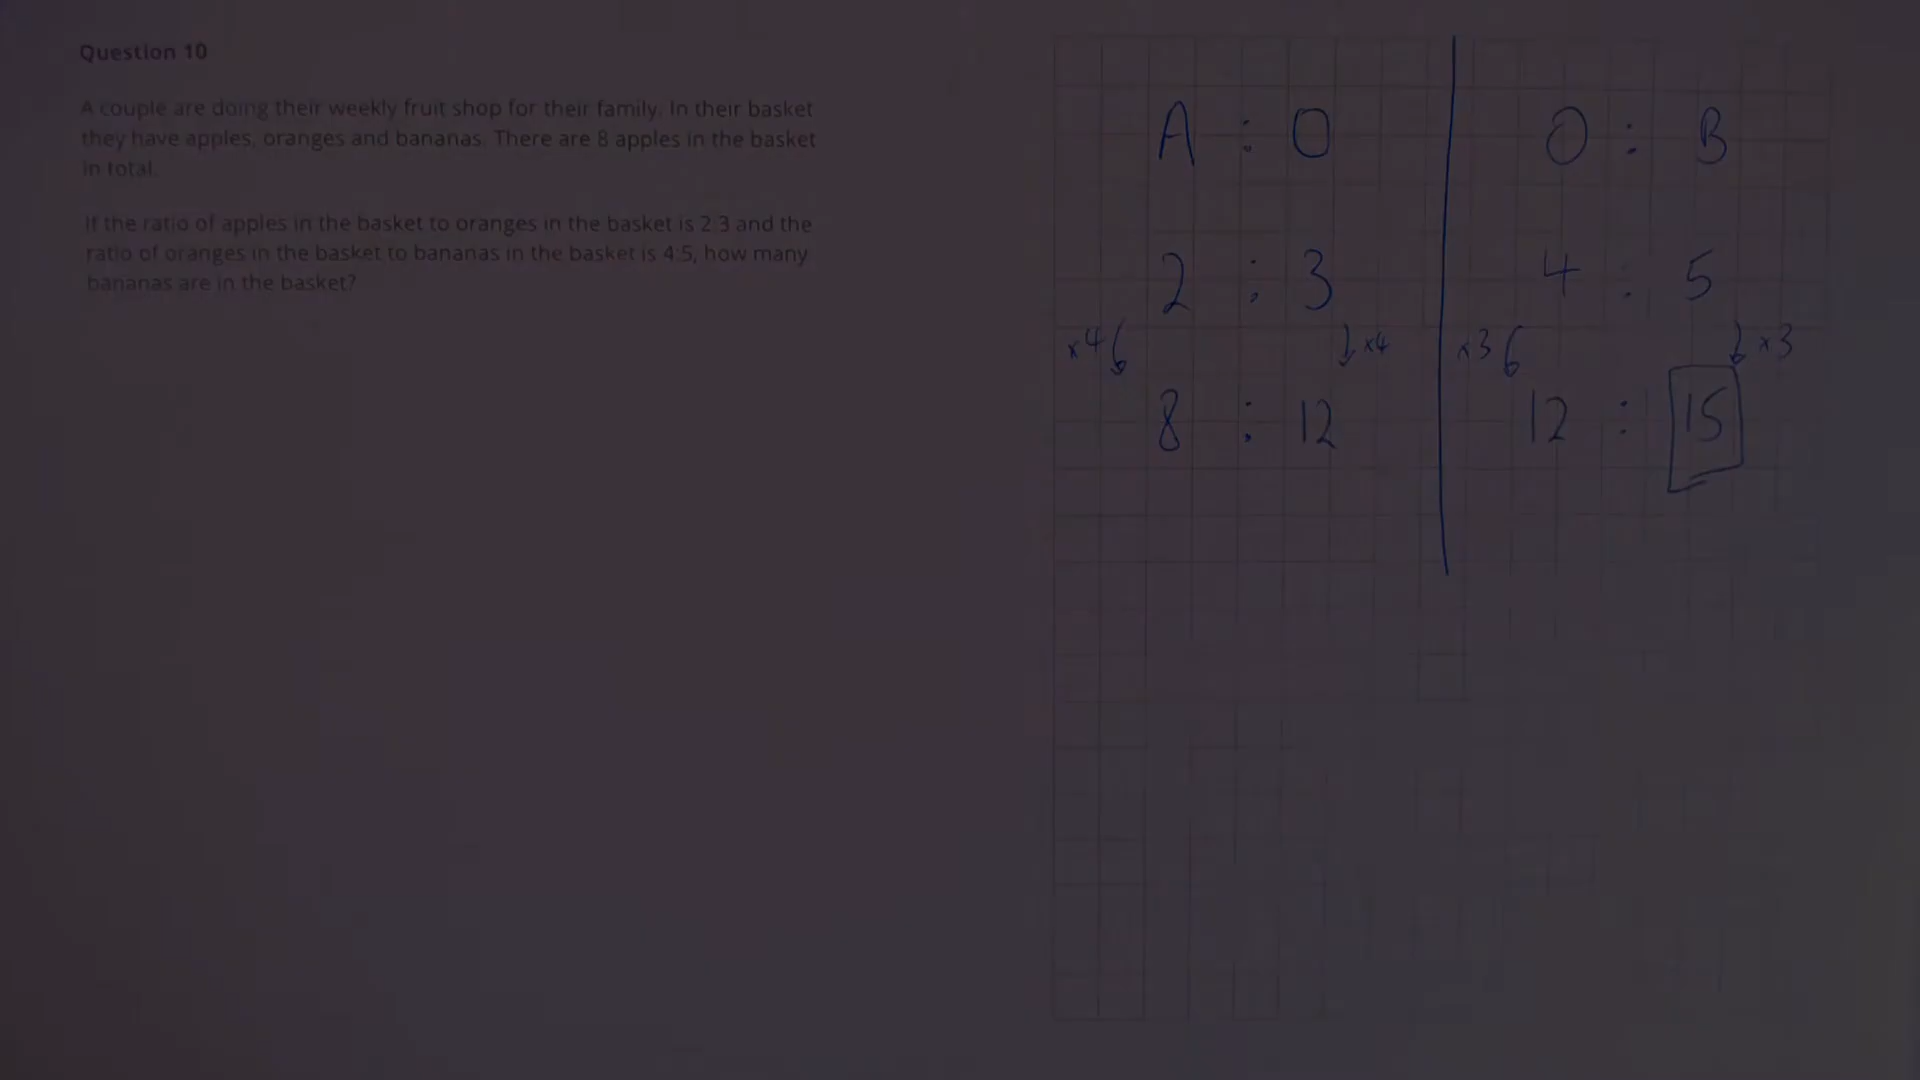 Question 10
A couple are doing their weekly fruit shop for their family. In their basket
they have apples, oranges and bananas. There are 8 apples in the basket
in total.
If the ratio of apples in the basket to oranges in the basket is 2:3 and the
ratio of oranges in the basket to bananas in the basket is 4:5, how many
bananas are in the basket?
A : O
2 : 3
x4 x4
8 : 12
O : B
4 : 5
x3 x3
12 : 15